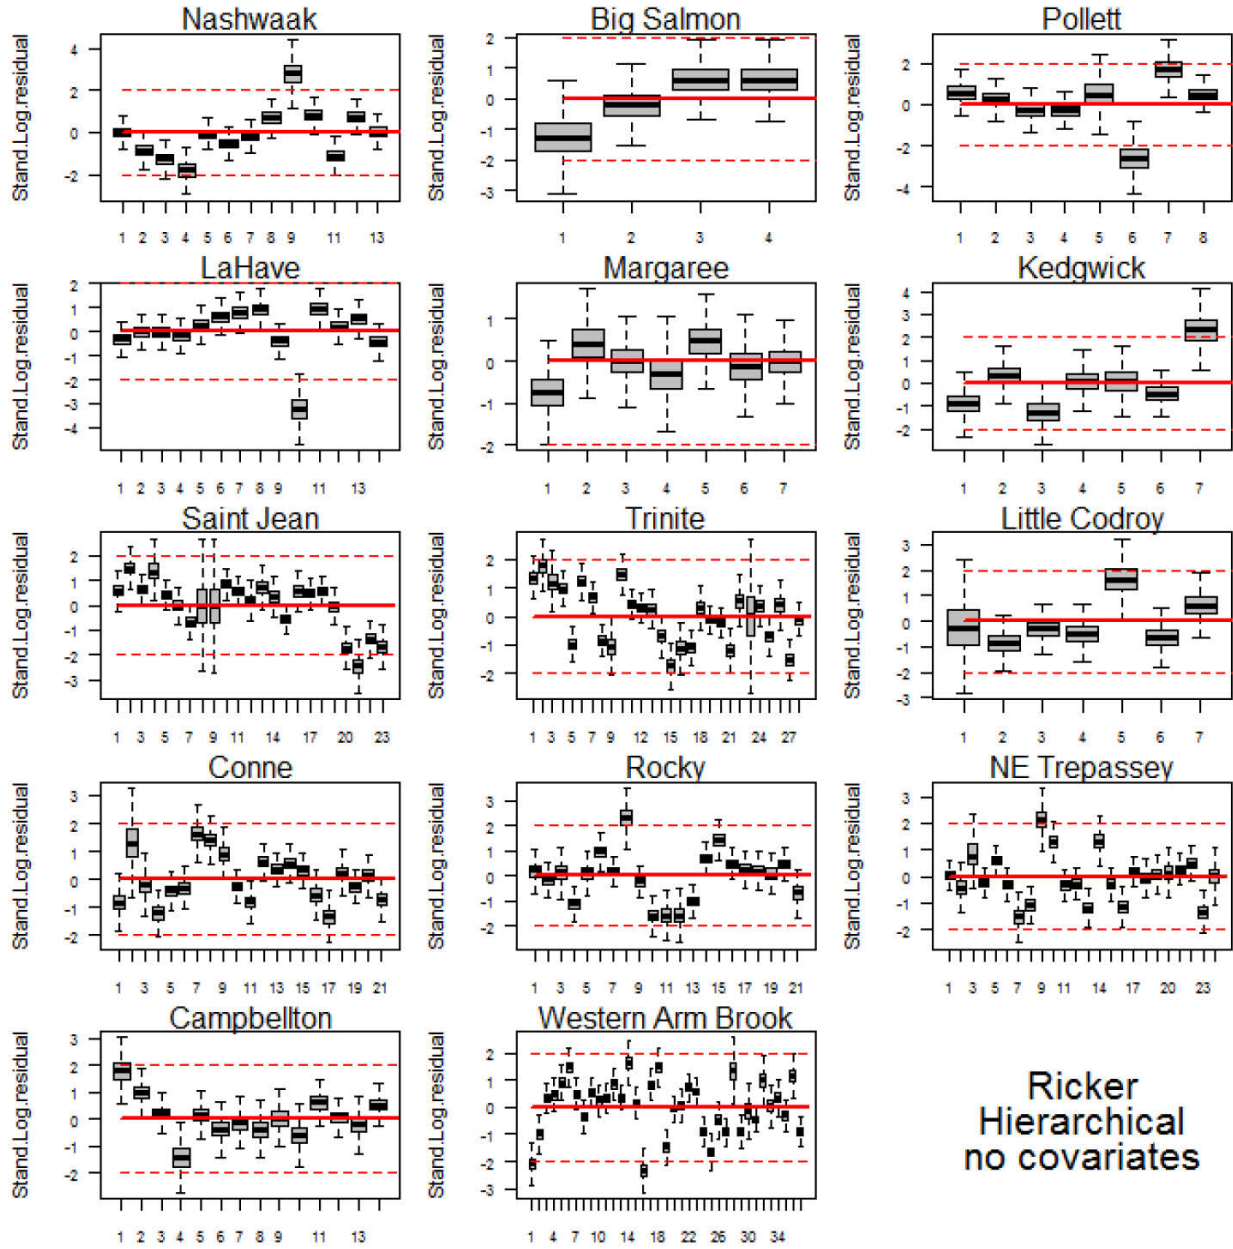 Nashwaak
Big Salmon
Pollett
Stand.Log.residual
4
2
0
-2
1 2 3 4 5 6 7 8 9 11 13
Stand.Log.residual
2
1
0
-1
-2
-3
1 2 3 4
Stand.Log.residual
2
0
-2
-4
1 2 3 4 5 6 7 8
LaHave
Margaree
Kedgwick
Stand.Log.residual
2
1
0
-1
-2
-3
-4
1 2 3 4 5 6 7 8 9 11 13
Stand.Log.residual
1
0
-1
-2
1 2 3 4 5 6 7
Stand.Log.residual
4
3
2
1
0
-1
-2
1 2 3 4 5 6 7
Saint Jean
Trinite
Little Codroy
Stand.Log.residual
2
1
0
-1
-2
-3
1 3 5 7 9 11 14 17 20 23
Stand.Log.residual
2
1
0
-1
-2
1 3 5 7 9 12 15 18 21 24 27
Stand.Log.residual
3
2
1
0
-1
-2
-3
1 2 3 4 5 6 7
Conne
Rocky
NE Trepassey
Stand.Log.residual
3
2
1
0
-1
-2
1 3 5 7 9 11 13 15 17 19 21
Stand.Log.residual
3
2
1
0
-1
-2
1 3 5 7 9 11 13 15 17 19 21
Stand.Log.residual
3
2
1
0
-1
-2
1 3 5 7 9 11 14 17 20 23
Campbellton
Western Arm Brook
Stand.Log.residual
3
2
1
0
-1
-2
1 2 3 4 5 6 7 8 9 11 13
Stand.Log.residual
2
1
0
-1
-2
-3
1 4 7 10 14 18 22 26 30 34
Ricker
Hierarchical
no covariates